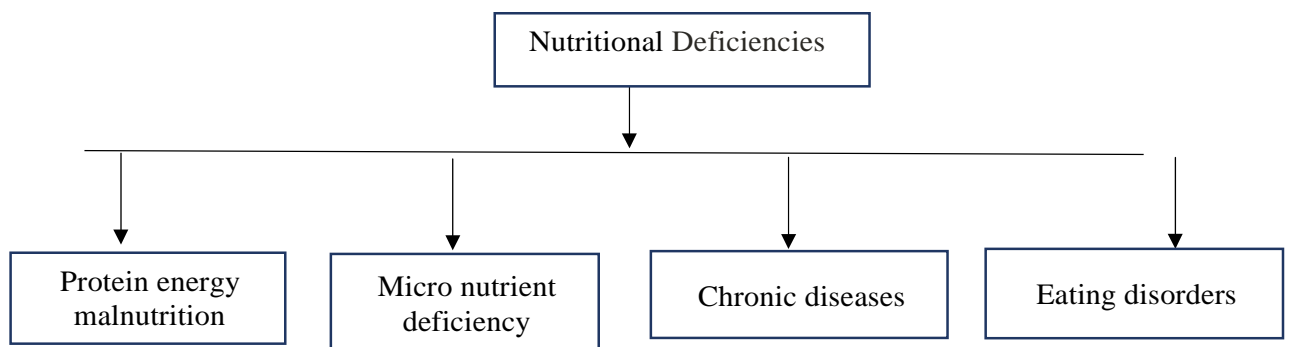 Nutritional Deficiencies
Protein energy
malnutrition
Micro nutrient
deficiency
Chronic diseases
Eating disorders